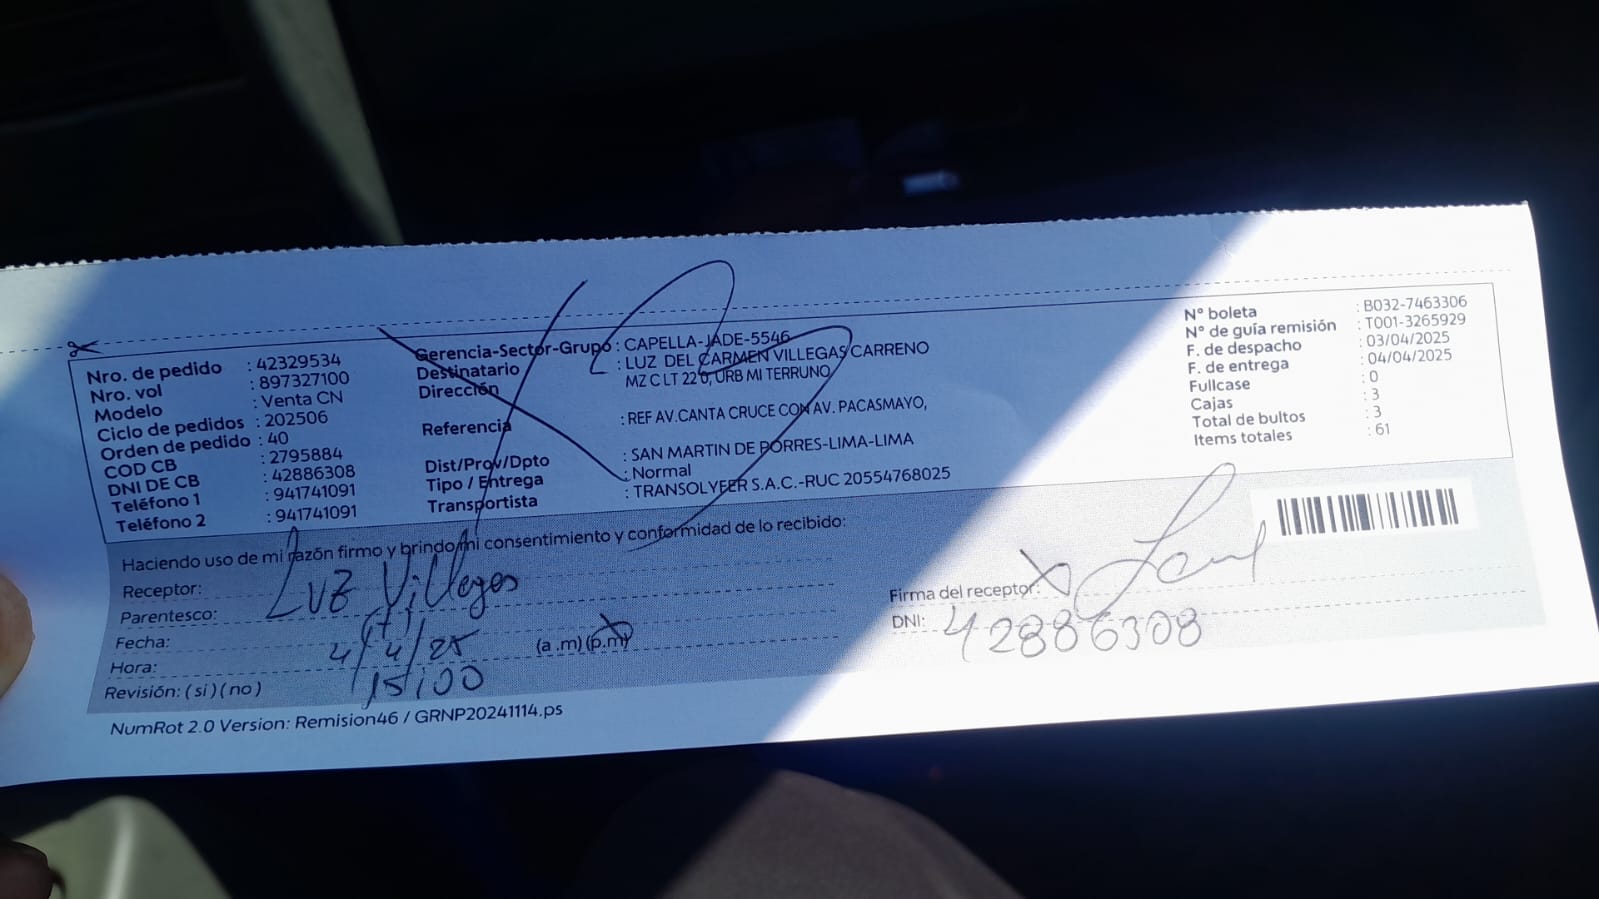 Nro. de pedido : 42329534
Nro. vol : 897327100
Modelo : Venta CN
Ciclo de pedidos : 202506
Orden de pedido : 40
COD CB : 2795884
DNI DE CB : 42886308
Teléfono 1 : 941741091
Teléfono 2 : 941741091
Gerencia-Sector-Grupo : CAPELLA-JADE-5546
Destinatario : LUZ DEL CARMEN VILLEGAS CARRENO
Dirección MZ C LT 22 , URB MI TERRUNO,
Referencia : REF AV.CANTA CRUCE CON AV. PACASMAYO,
Dist/Prov/Dpto : SAN MARTIN DE PORRES-LIMA-LIMA
Tipo / Entrega : Normal
Transportista : TRANSOLYFER S.A.C.-RUC 20554768025
N° boleta : B032-7463306
N° de guía remisión : T001-3265929
F. de despacho : 03/04/2025
F. de entrega : 04/04/2025
Fullcase : 0
Cajas : 3
Total de bultos : 3
Items totales : 61
Haciendo uso de mi razón firmo y brindo mi consentimiento y conformidad de lo recibido:
Receptor: Luz Villegas
Parentesco: (t)
Fecha: 4/4/25 (a .m) (p.m)
Hora: 15:00
Revisión: ( si ) ( no )
Firma del receptor:
DNI: 42886308
NumRot 2.0 Version: Remision46 / GRNP20241114.ps